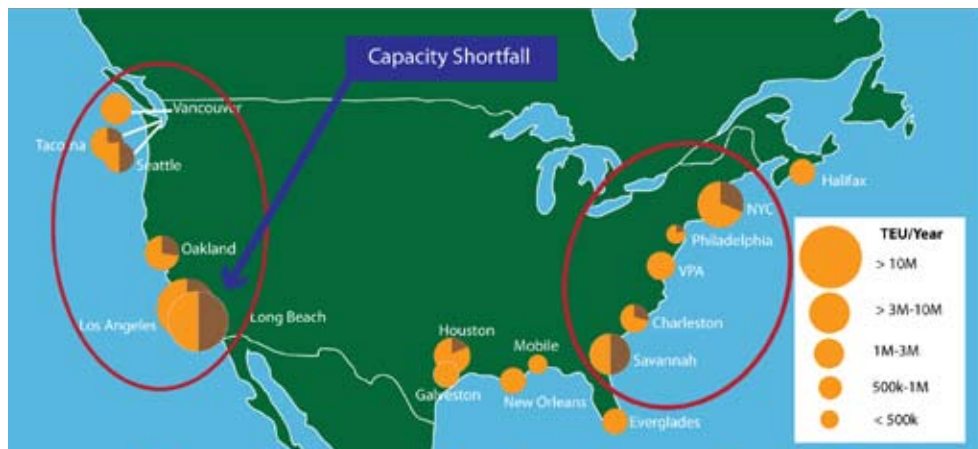 Capacity Shortfall
Vancouver
Tacoma
Seattle
Oakland
Los Angeles
Long Beach
Houston
Galveston
Mobile
New Orleans
Everglades
Savannah
Charleston
VPA
Philadelphia
NYC
Halifax
TEU/Year
> 10M
> 3M-10M
1M-3M
500k-1M
< 500k